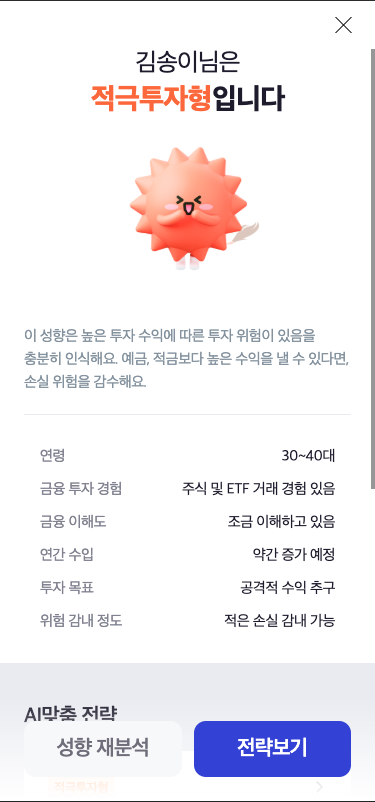 김송이님은
적극투자형입니다
이 성향은 높은 투자 수익에 따른 투자 위험이 있음을
충분히 인식해요. 예금, 적금보다 높은 수익을 낼 수 있다면,
손실 위험을 감수해요.
연령 30~40대
금융 투자 경험 주식 및 ETF 거래 경험 있음
금융 이해도 조금 이해하고 있음
연간 수입 약간 증가 예정
투자 목표 공격적 수익 추구
위험 감내 정도 적은 손실 감내 가능
AI맞춤 전략
성향 재분석 전략보기
적극투자형